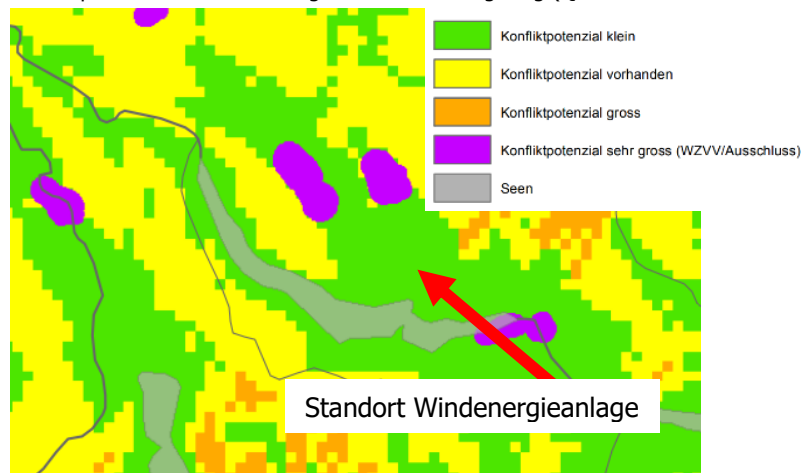 Konfliktpotenzial klein
Konfliktpotenzial vorhanden
Konfliktpotenzial gross
Konfliktpotenzial sehr gross (WZVV/Ausschluss)
Seen
Standort Windenergieanlage